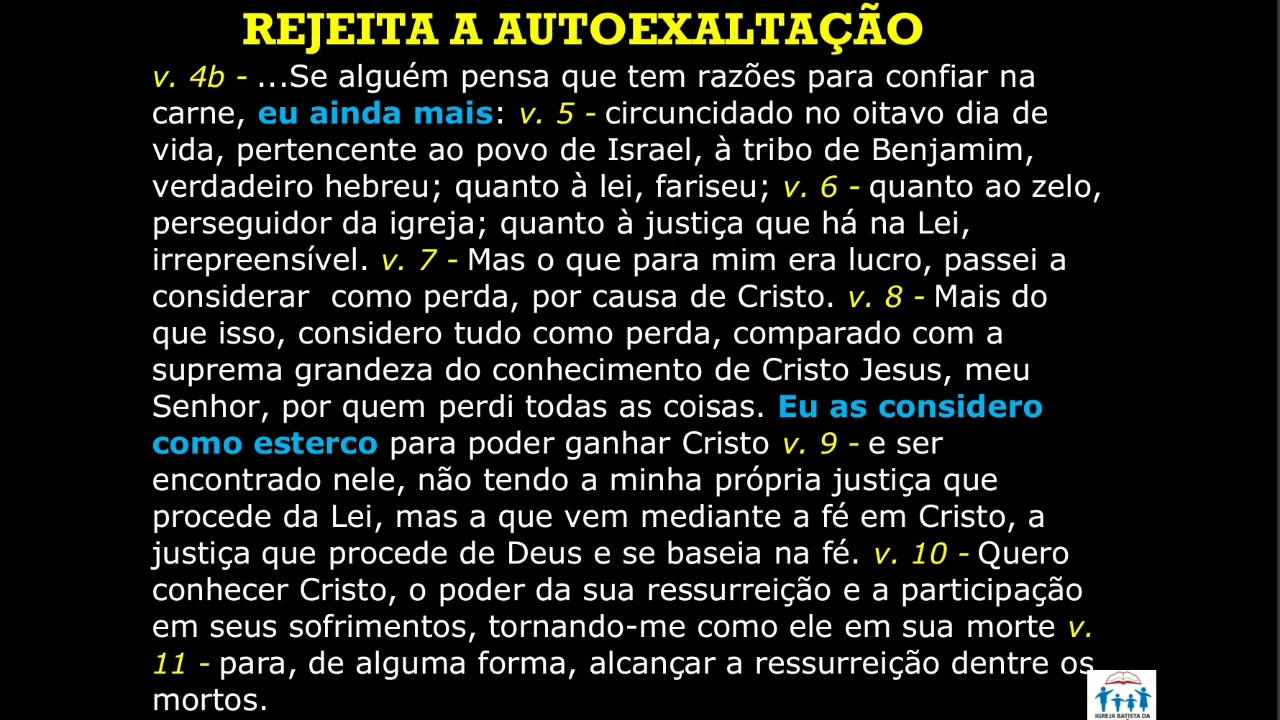 REJEITA A AUTOEXALTAÇÃO
v. 4b - ...Se alguém pensa que tem razões para confiar na
carne, eu ainda mais: v. 5 - circuncidado no oitavo dia de
vida, pertencente ao povo de Israel, à tribo de Benjamim,
verdadeiro hebreu; quanto à lei, fariseu; v. 6 - quanto ao zelo,
perseguidor da igreja; quanto à justiça que há na Lei,
irrepreensível. v. 7 - Mas o que para mim era lucro, passei a
considerar  como perda, por causa de Cristo. v. 8 - Mais do
que isso, considero tudo como perda, comparado com a
suprema grandeza do conhecimento de Cristo Jesus, meu
Senhor, por quem perdi todas as coisas. Eu as considero
como esterco para poder ganhar Cristo v. 9 - e ser
encontrado nele, não tendo a minha própria justiça que
procede da Lei, mas a que vem mediante a fé em Cristo, a
justiça que procede de Deus e se baseia na fé. v. 10 - Quero
conhecer Cristo, o poder da sua ressurreição e a participação
em seus sofrimentos, tornando-me como ele em sua morte v.
11 - para, de alguma forma, alcançar a ressurreição dentre os
mortos.
IGREJA BATISTA DA